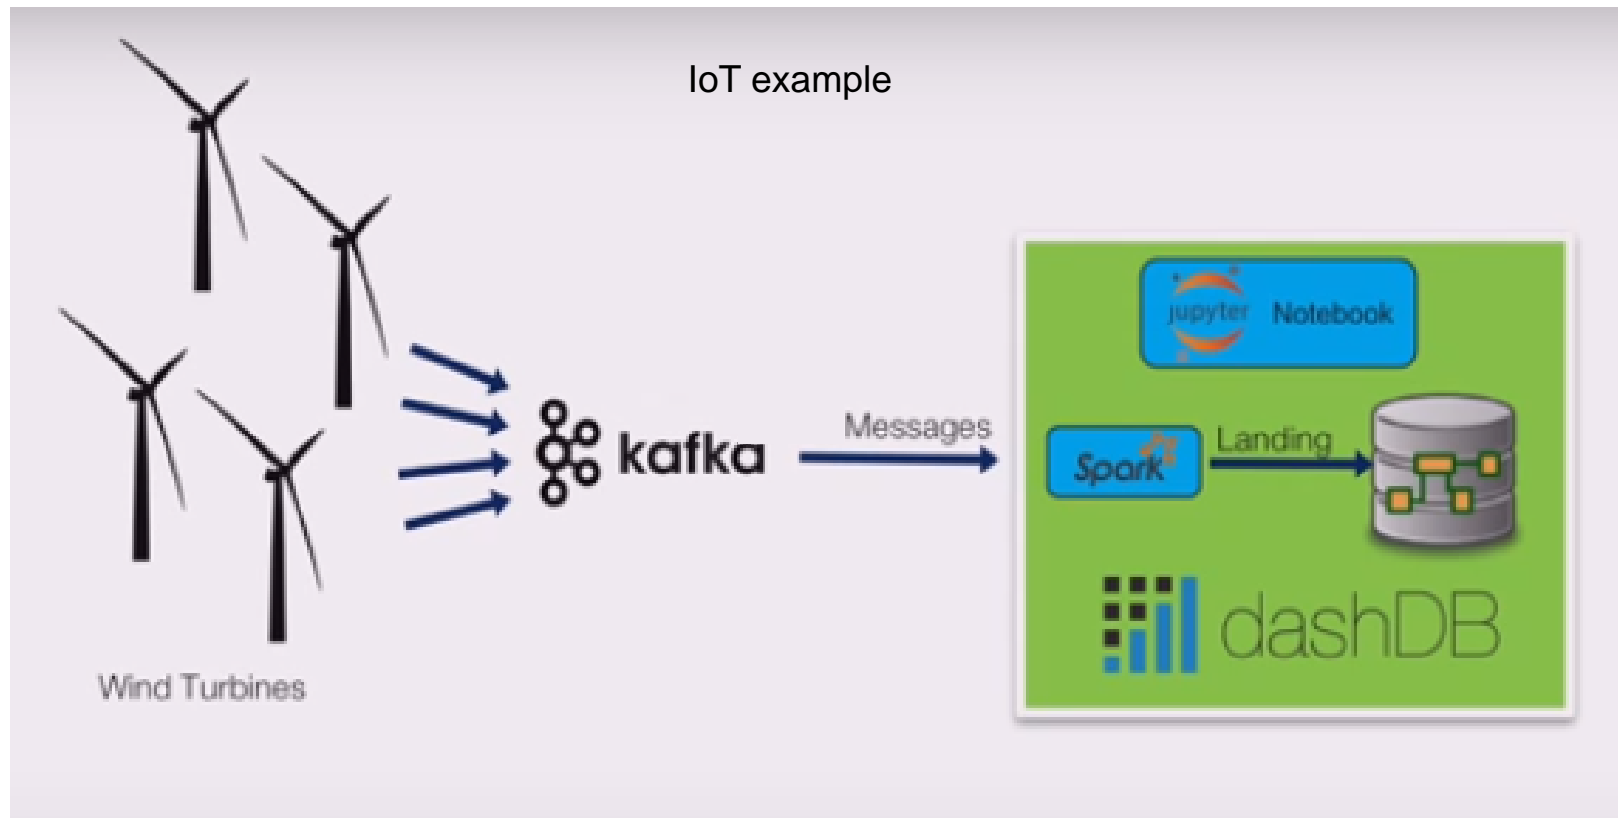 IoT example
jupyter Notebook
Messages
Landing
kafka
Spark
dashDB
Wind Turbines